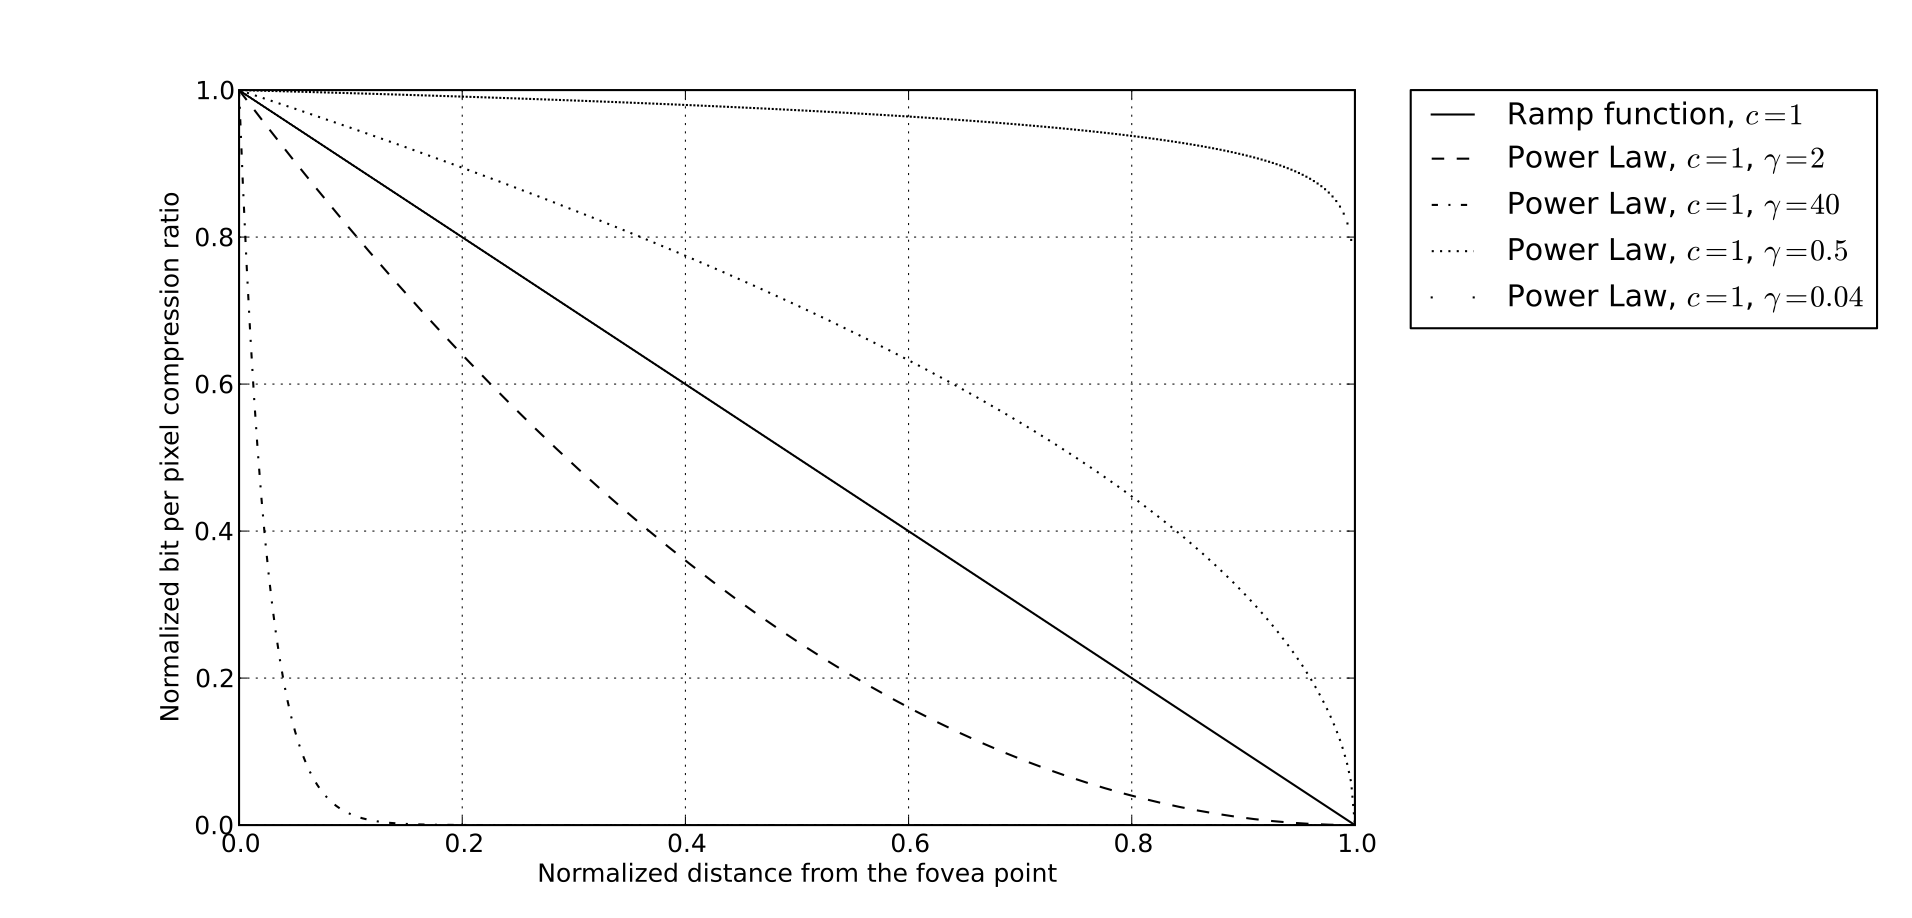 Normalized bit per pixel compression ratio
1.0
0.8
0.6
0.4
0.2
0.0
0.0 0.2 0.4 0.6 0.8 1.0
Normalized distance from the fovea point
Ramp function, c=1
Power Law, c=1, γ=2
Power Law, c=1, γ=40
Power Law, c=1, γ=0.5
Power Law, c=1, γ=0.04